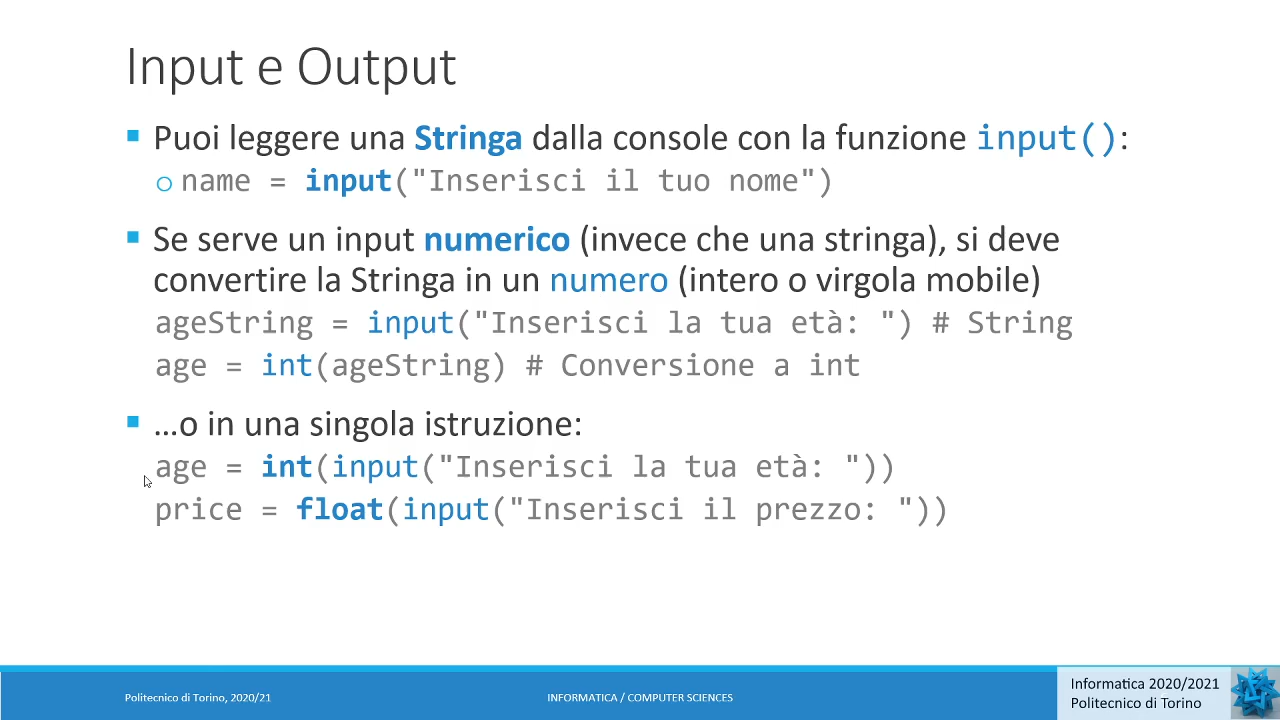 Input e Output
Puoi leggere una Stringa dalla console con la funzione input():
name = input("Inserisci il tuo nome")
Se serve un input numerico (invece che una stringa), si deve
convertire la Stringa in un numero (intero o virgola mobile)
ageString = input("Inserisci la tua età: ") # String
age = int(ageString) # Conversione a int
…o in una singola istruzione:
age = int(input("Inserisci la tua età: "))
price = float(input("Inserisci il prezzo: "))
Politecnico di Torino, 2020/21
INFORMATICA / COMPUTER SCIENCES
Informatica 2020/2021
Politecnico di Torino